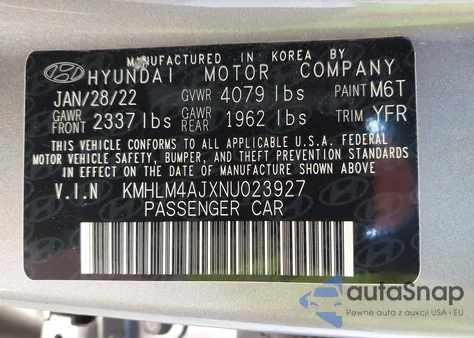 MANUFACTURED IN KOREA BY
HYUNDAI MOTOR COMPANY
JAN/28/22 GVWR 4079 lbs PAINT M6T
GAWR FRONT 2337 lbs GAWR REAR 1962 lbs TRIM YFR
THIS VEHICLE CONFORMS TO ALL APPLICABLE U.S.A. FEDERAL
MOTOR VEHICLE SAFETY, BUMPER, AND THEFT PREVENTION STANDARDS
IN EFFECT ON THE DATE OF MANUFACTURE SHOWN ABOVE.
V.I.N KMHLM4AJXNU023927
PASSENGER CAR
autoSnap
Pewne auta z aukcji USA i EU